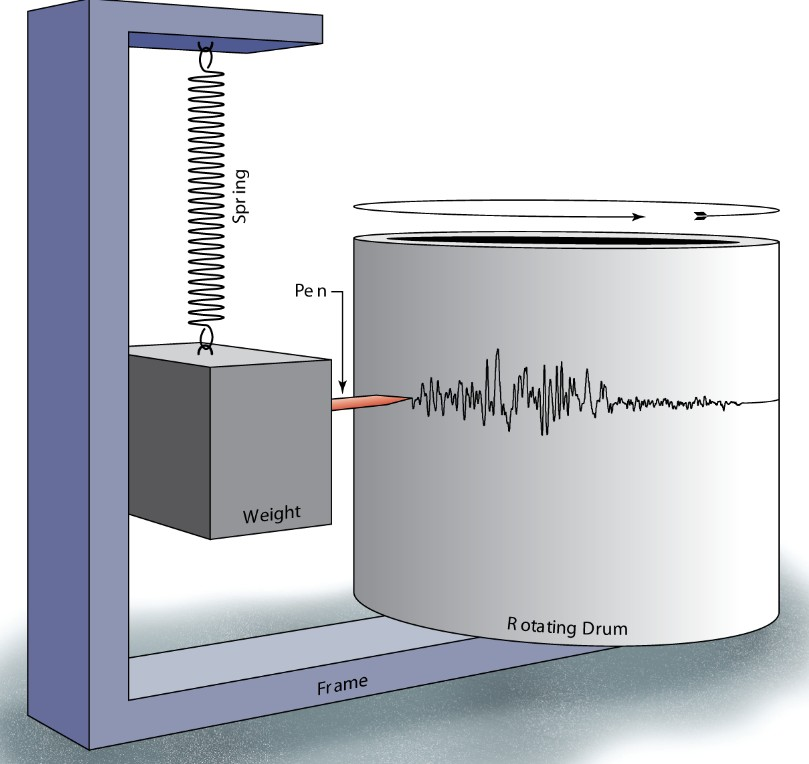 Spring
Pen
Weight
Rotating Drum
Frame